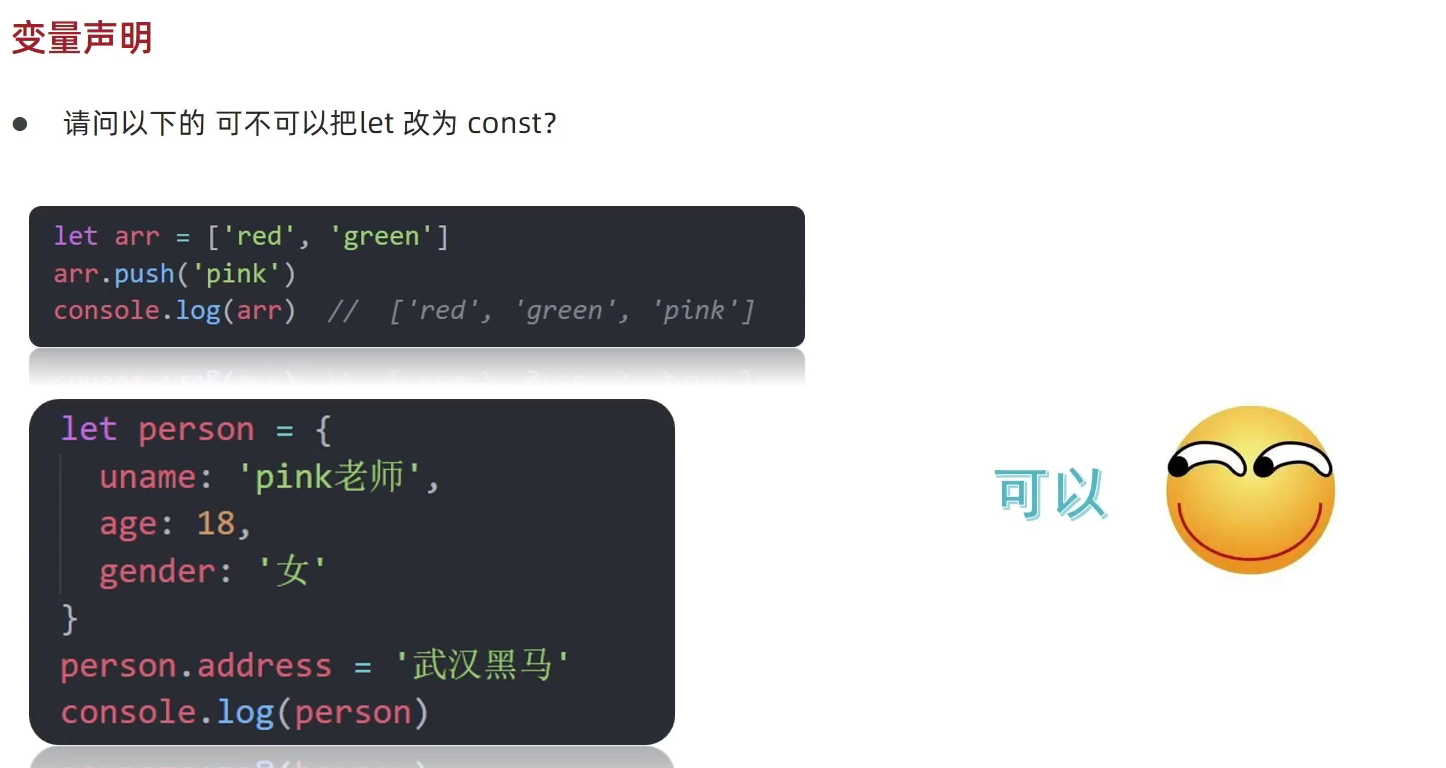 变量声明
● 请问以下的 可不可以把let 改为 const?
let arr = ['red', 'green']
arr.push('pink')
console.log(arr) // ['red', 'green', 'pink']
let person = {
uname: 'pink老师',
age: 18,
gender: '女'
}
person.address = '武汉黑马'
console.log(person)
可以